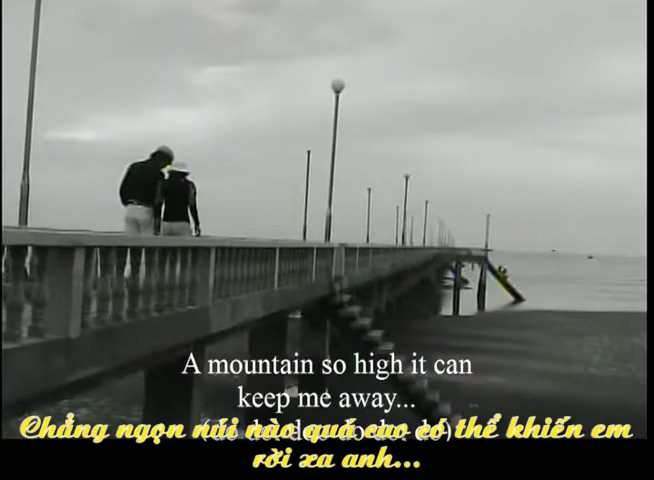 A mountain so high it can
keep me away...
Chẳng ngọn núi nào quá cao có thể khiến em
rời xa anh...